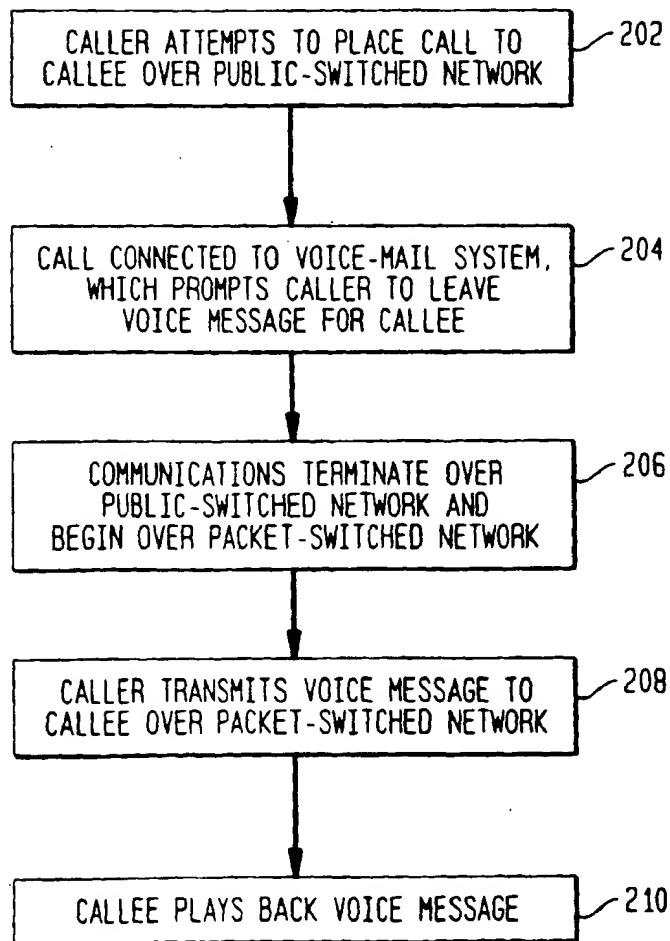 CALLER ATTEMPTS TO PLACE CALL TO
CALLEE OVER PUBLIC-SWITCHED NETWORK
202
CALL CONNECTED TO VOICE-MAIL SYSTEM,
WHICH PROMPTS CALLER TO LEAVE
VOICE MESSAGE FOR CALLEE
204
COMMUNICATIONS TERMINATE OVER
PUBLIC-SWITCHED NETWORK AND
BEGIN OVER PACKET-SWITCHED NETWORK
206
CALLER TRANSMITS VOICE MESSAGE TO
CALLEE OVER PACKET-SWITCHED NETWORK
208
CALLEE PLAYS BACK VOICE MESSAGE
210